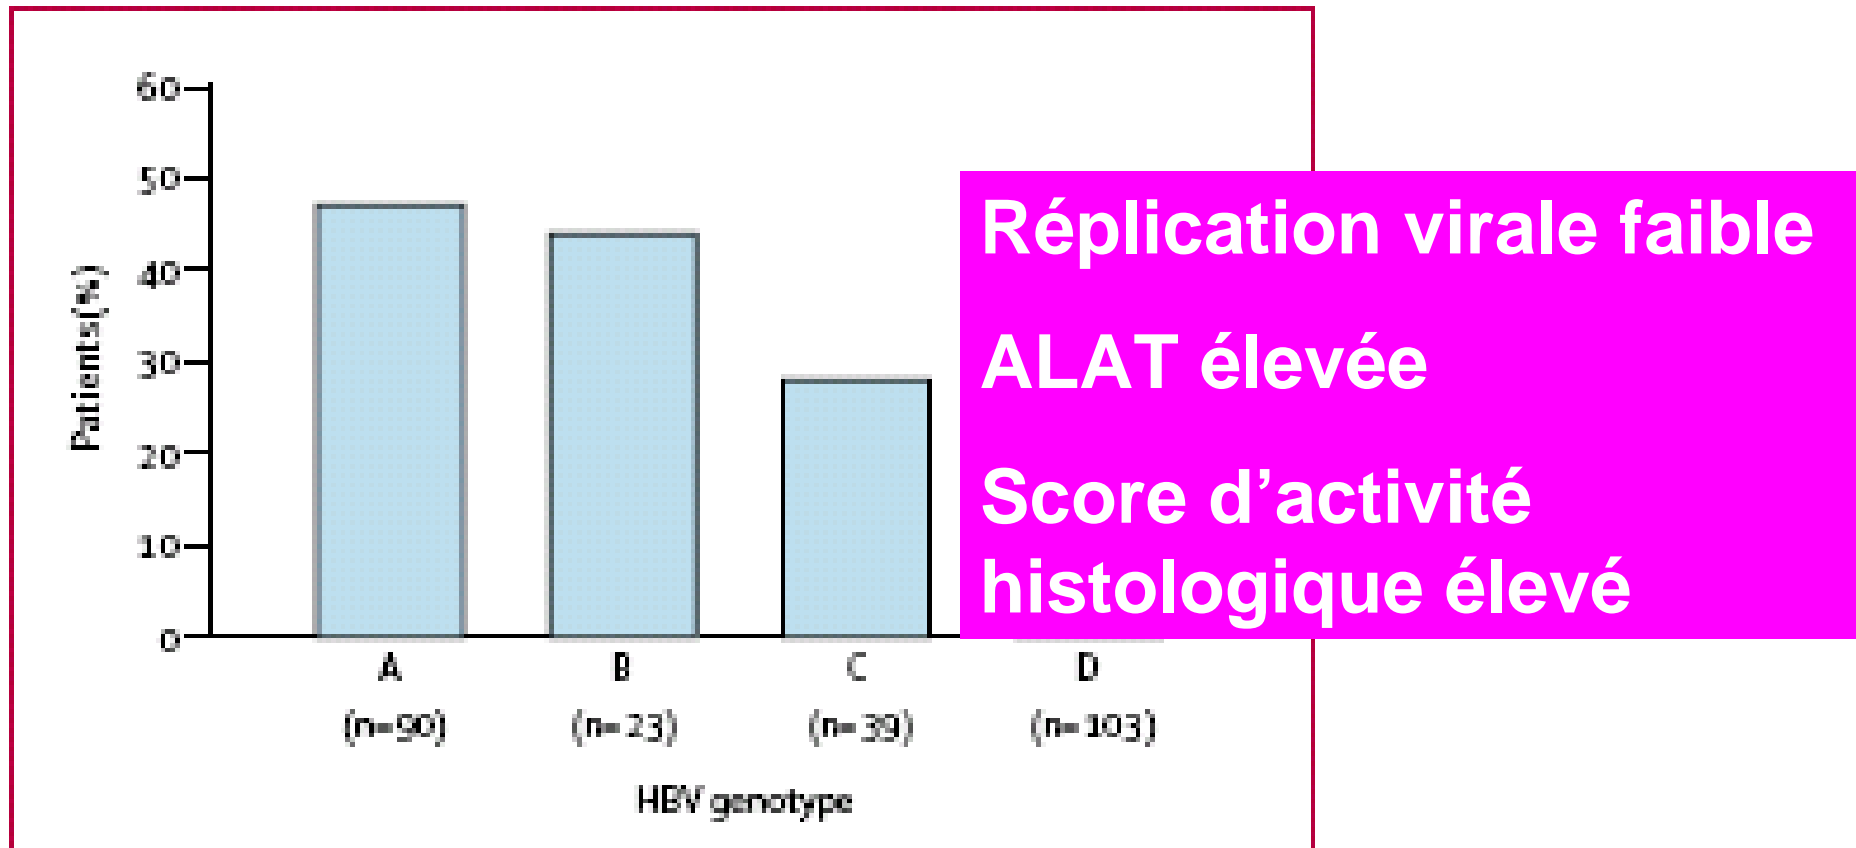 60
50
40
30
20
10
0
Patients(%)
A
B
C
D
(n=90)
(n=23)
(n=39)
(n=103)
HBV genotype
Réplication virale faible
ALAT élevée
Score d’activité
histologique élevé